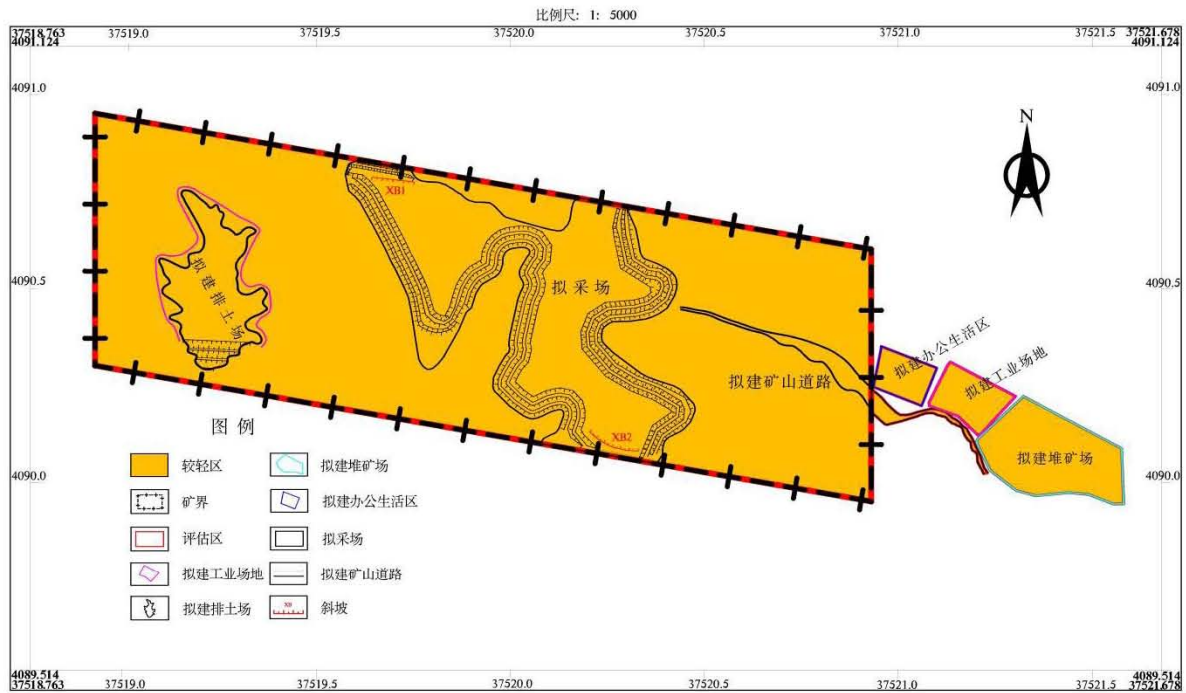 比例尺: 1: 5000
37518.763 37519.0 37519.5 37520.0 37520.5 37521.0 37521.5 37521.678
4091.124 4091.124
4091.0 4091.0
N
XB1
4090.5 4090.5
拟建排土场
拟采场
拟建矿山道路
拟建办公生活区
拟建工业场地
拟建堆矿场
XB2
4090.0 4090.0
图 例
较轻区 拟建堆矿场
矿界 拟建办公生活区
评估区 拟采场
拟建工业场地 拟建矿山道路
拟建排土场 XB 斜坡
4089.514 4089.514
37518.763 37519.0 37519.5 37520.0 37520.5 37521.0 37521.5 37521.678